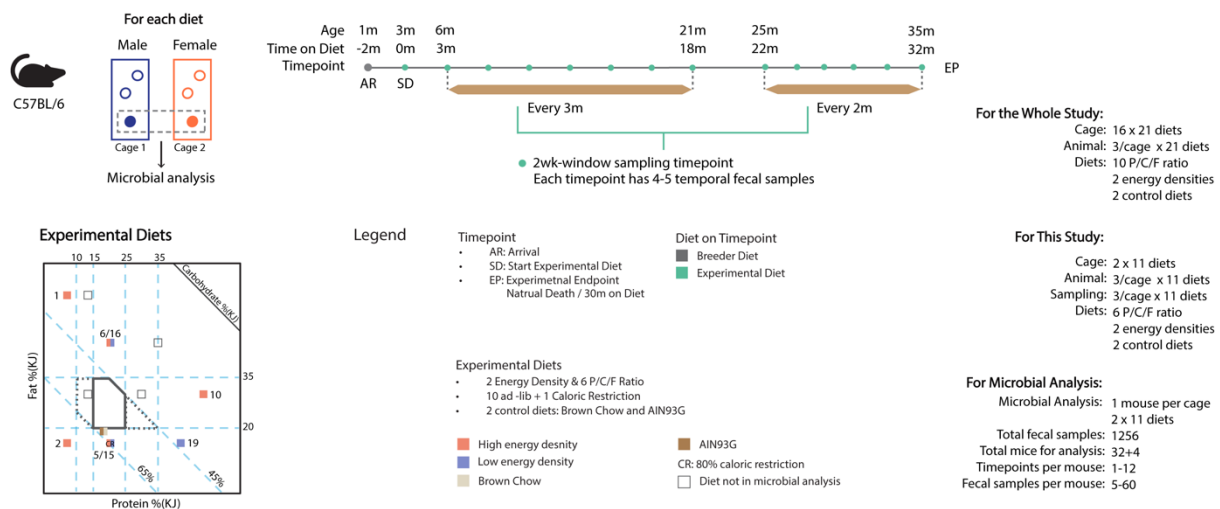 For each diet
Male Female
C57BL/6
Cage 1 Cage 2
Microbial analysis
Age 1m 3m 6m 21m 25m 35m
Time on Diet -2m 0m 3m 18m 22m 32m
Timepoint
AR SD EP
Every 3m Every 2m
2wk-window sampling timepoint
Each timepoint has 4-5 temporal fecal samples
For the Whole Study:
Cage: 16 x 21 diets
Animal: 3/cage x 21 diets
Diets: 10 P/C/F ratio
2 energy densities
2 control diets
Experimental Diets
10 15 25 35
Carbohydrate %(KJ)
1
6/16
35
10
20
2
CR
19
5/15
65%
45%
Fat %(KJ)
Protein %(KJ)
Legend
Timepoint
• AR: Arrival
• SD: Start Experimental Diet
• EP: Experimetnal Endpoint
Natrual Death / 30m on Diet
Diet on Timepoint
Breeder Diet
Experimental Diet
Experimental Diets
• 2 Energy Density & 6 P/C/F Ratio
• 10 ad -lib + 1 Caloric Restriction
• 2 control diets: Brown Chow and AIN93G
High energy desnity
Low energy density
Brown Chow
AIN93G
CR: 80% caloric restriction
Diet not in microbial analysis
For This Study:
Cage: 2 x 11 diets
Animal: 3/cage x 11 diets
Sampling: 3/cage x 11 diets
Diets: 6 P/C/F ratio
2 energy densities
2 control diets
For Microbial Analysis:
Microbial Analysis: 1 mouse per cage
2 x 11 diets
Total fecal samples: 1256
Total mice for analysis: 32+4
Timepoints per mouse: 1-12
Fecal samples per mouse: 5-60